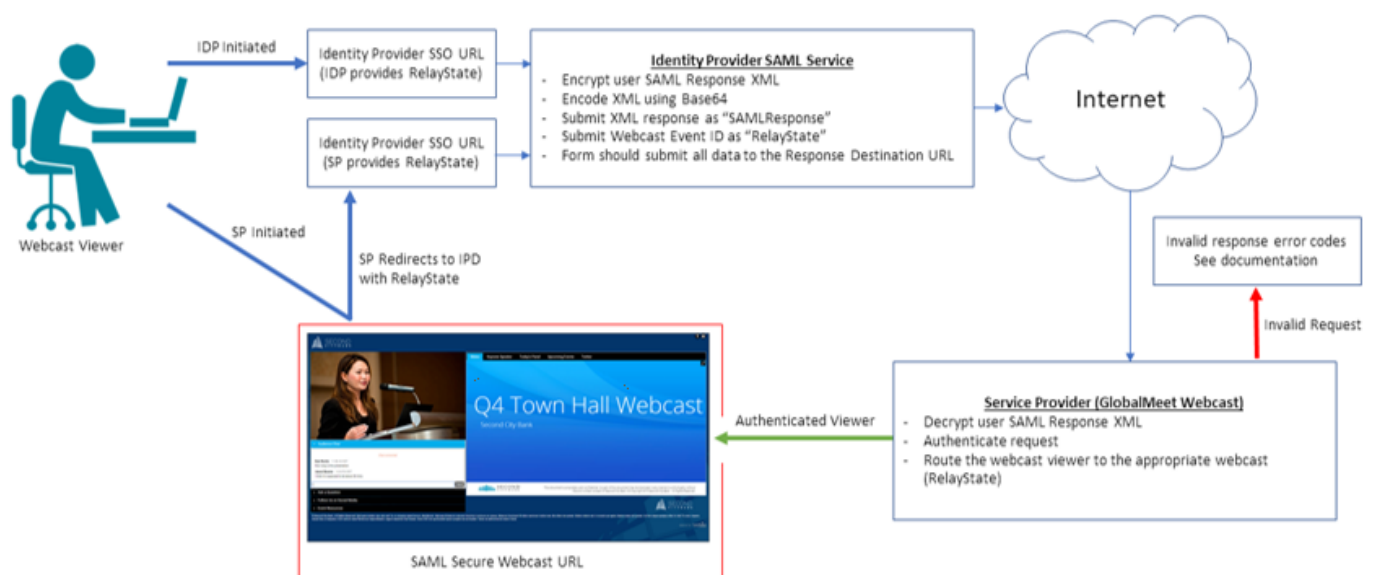 IDP Initiated
Identity Provider SSO URL
(IDP provides RelayState)
Identity Provider SAML Service
- Encrypt user SAML Response XML
- Encode XML using Base64
- Submit XML response as “SAMLResponse”
- Submit Webcast Event ID as “RelayState”
- Form should submit all data to the Response Destination URL
Internet
Identity Provider SSO URL
(SP provides RelayState)
Webcast Viewer
SP Initiated
SP Redirects to IPD
with RelayState
Invalid response error codes
See documentation
Invalid Request
Q4 Town Hall Webcast
Second City Bank
Authenticated Viewer
Service Provider (GlobalMeet Webcast)
- Decrypt user SAML Response XML
- Authenticate request
- Route the webcast viewer to the appropriate webcast
(RelayState)
SAML Secure Webcast URL